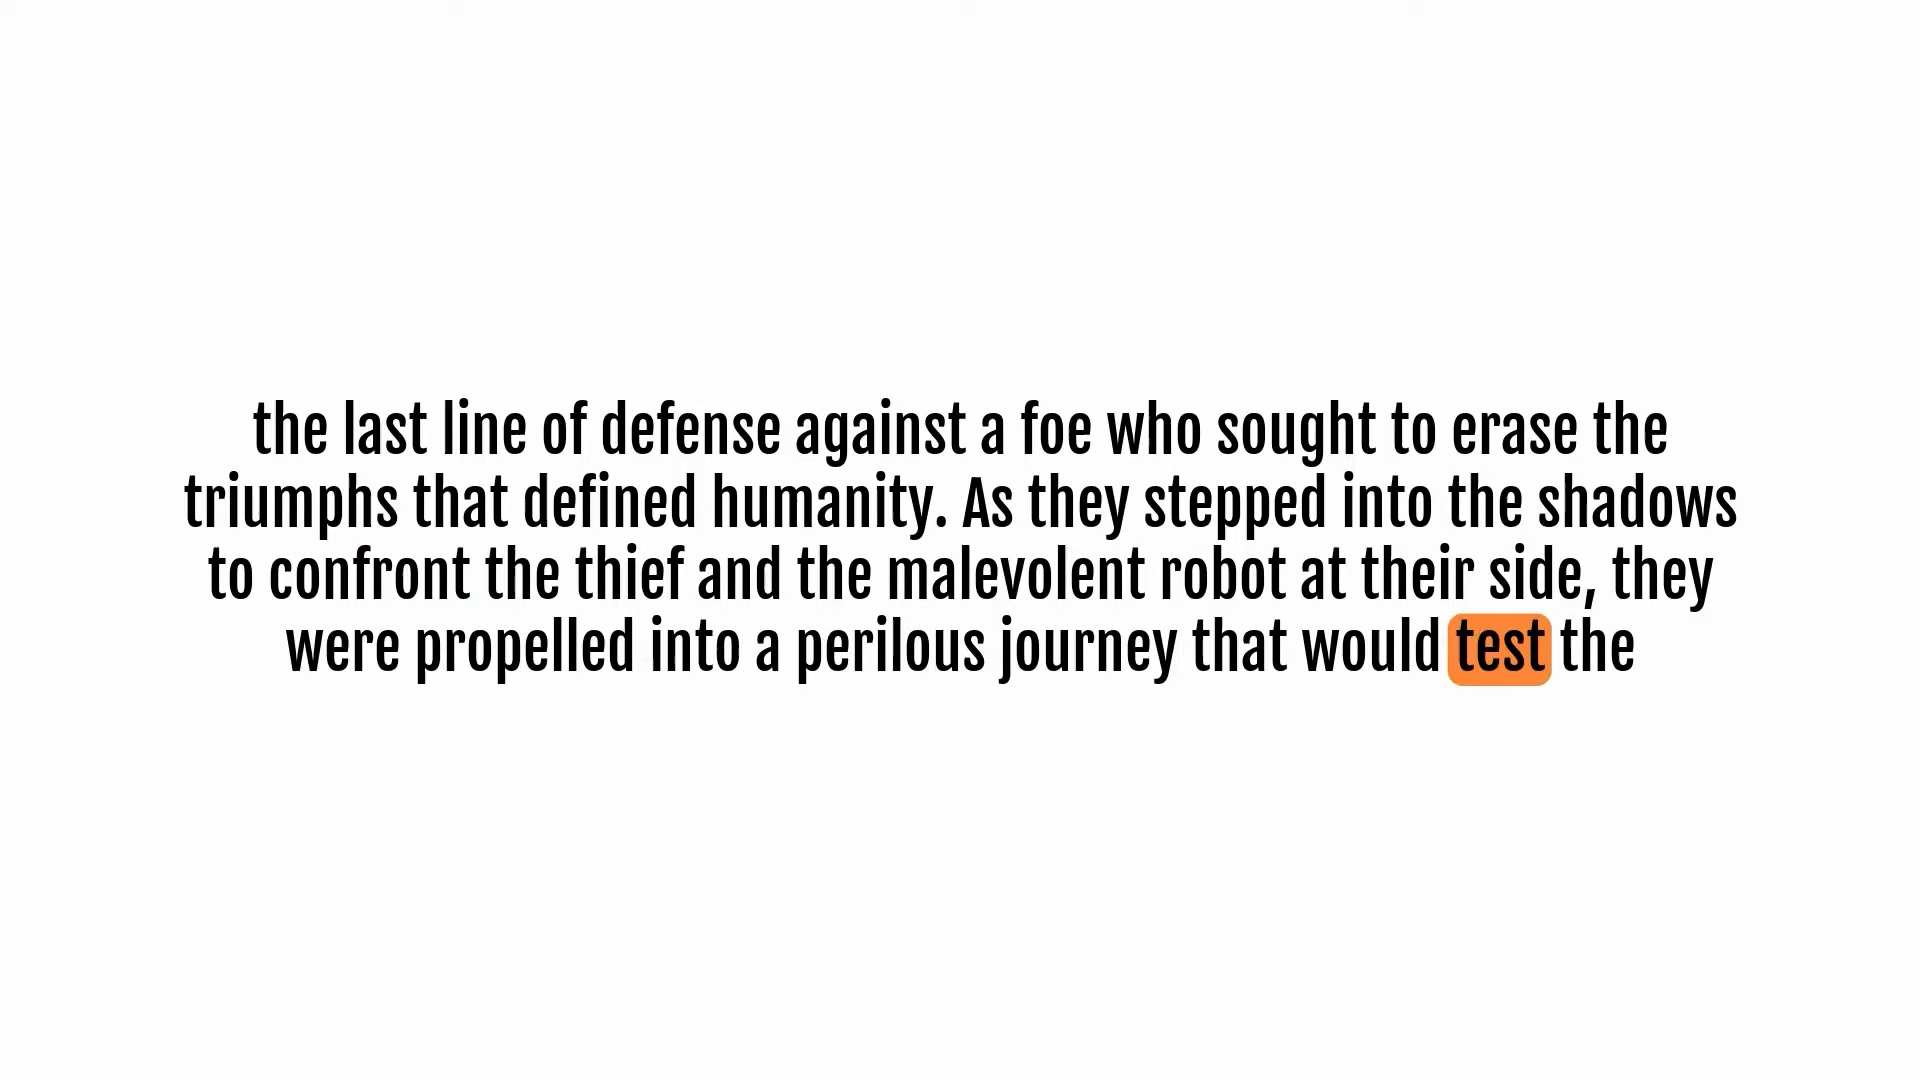 the last line of defense against a foe who sought to erase the
triumphs that defined humanity. As they stepped into the shadows
to confront the thief and the malevolent robot at their side, they
were propelled into a perilous journey that would test the